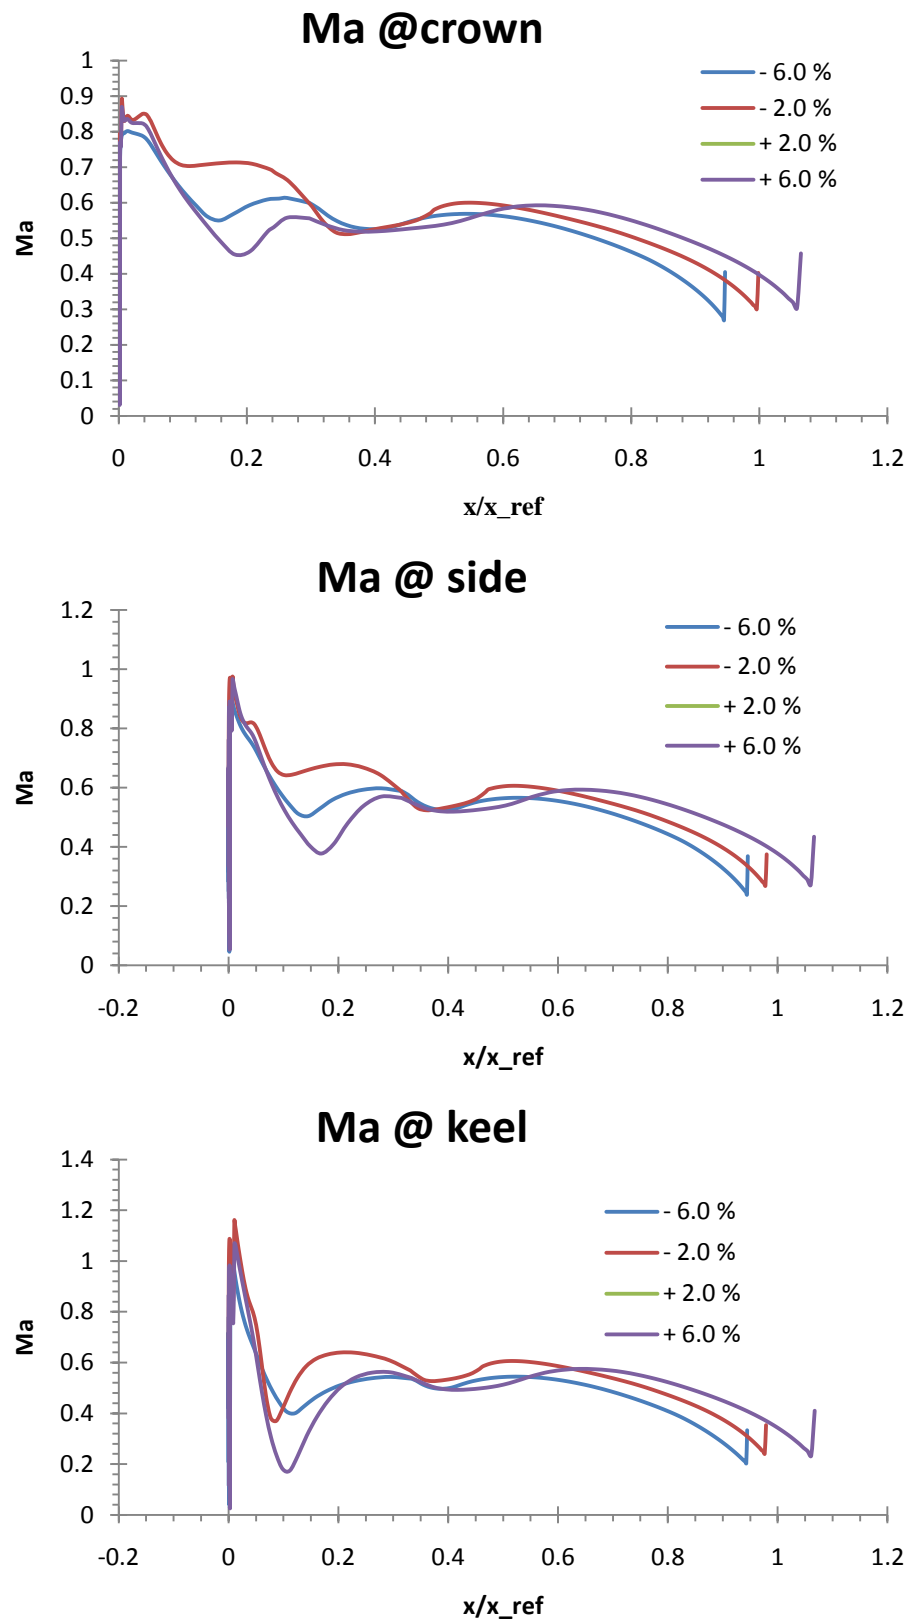 Ma @crown
1
0.9
0.8
0.7
0.6
0.5
0.4
0.3
0.2
0.1
0
Ma
- 6.0 %
- 2.0 %
+ 2.0 %
+ 6.0 %
0 0.2 0.4 0.6 0.8 1 1.2
x/x_ref
Ma @ side
1.2
1
0.8
0.6
0.4
0.2
0
Ma
- 6.0 %
- 2.0 %
+ 2.0 %
+ 6.0 %
-0.2 0 0.2 0.4 0.6 0.8 1 1.2
x/x_ref
Ma @ keel
1.4
1.2
1
0.8
0.6
0.4
0.2
0
Ma
- 6.0 %
- 2.0 %
+ 2.0 %
+ 6.0 %
-0.2 0 0.2 0.4 0.6 0.8 1 1.2
x/x_ref